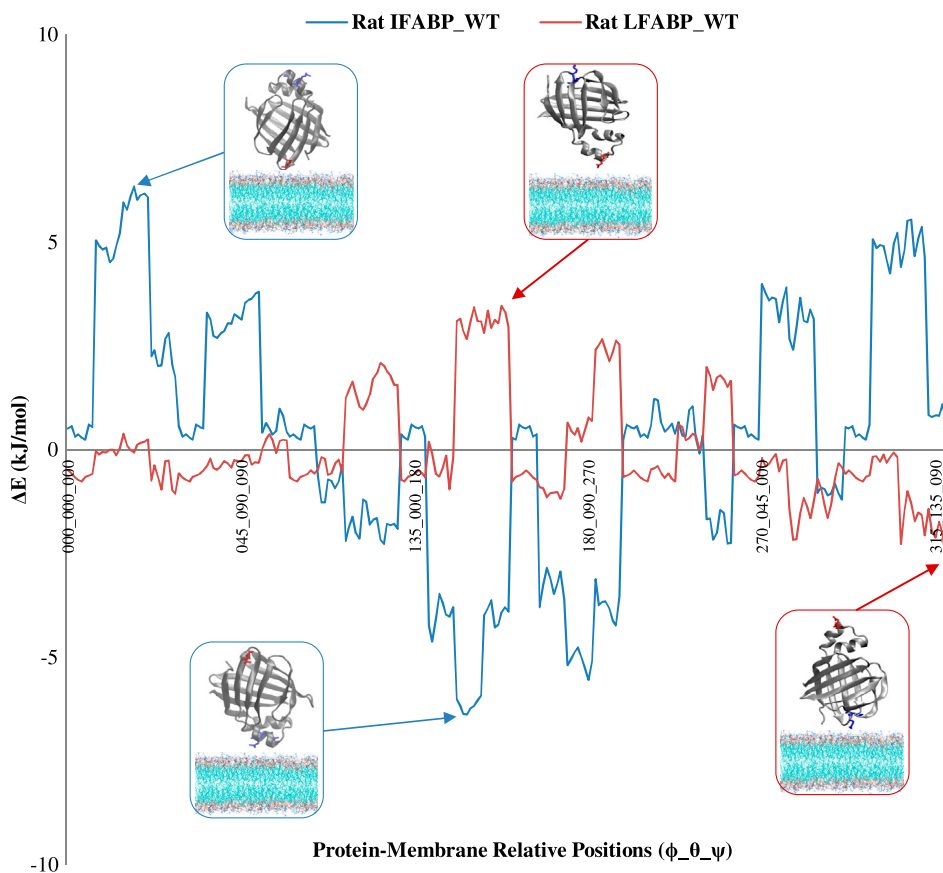 Rat IFABP_WT
Rat LFABP_WT
10
5
0
-5
-10
ΔE (kJ/mol)
000_000_000
045_090_090
135_000_180
180_090_270
270_045_000
315_135_090
Protein-Membrane Relative Positions (ϕ_θ_ψ)